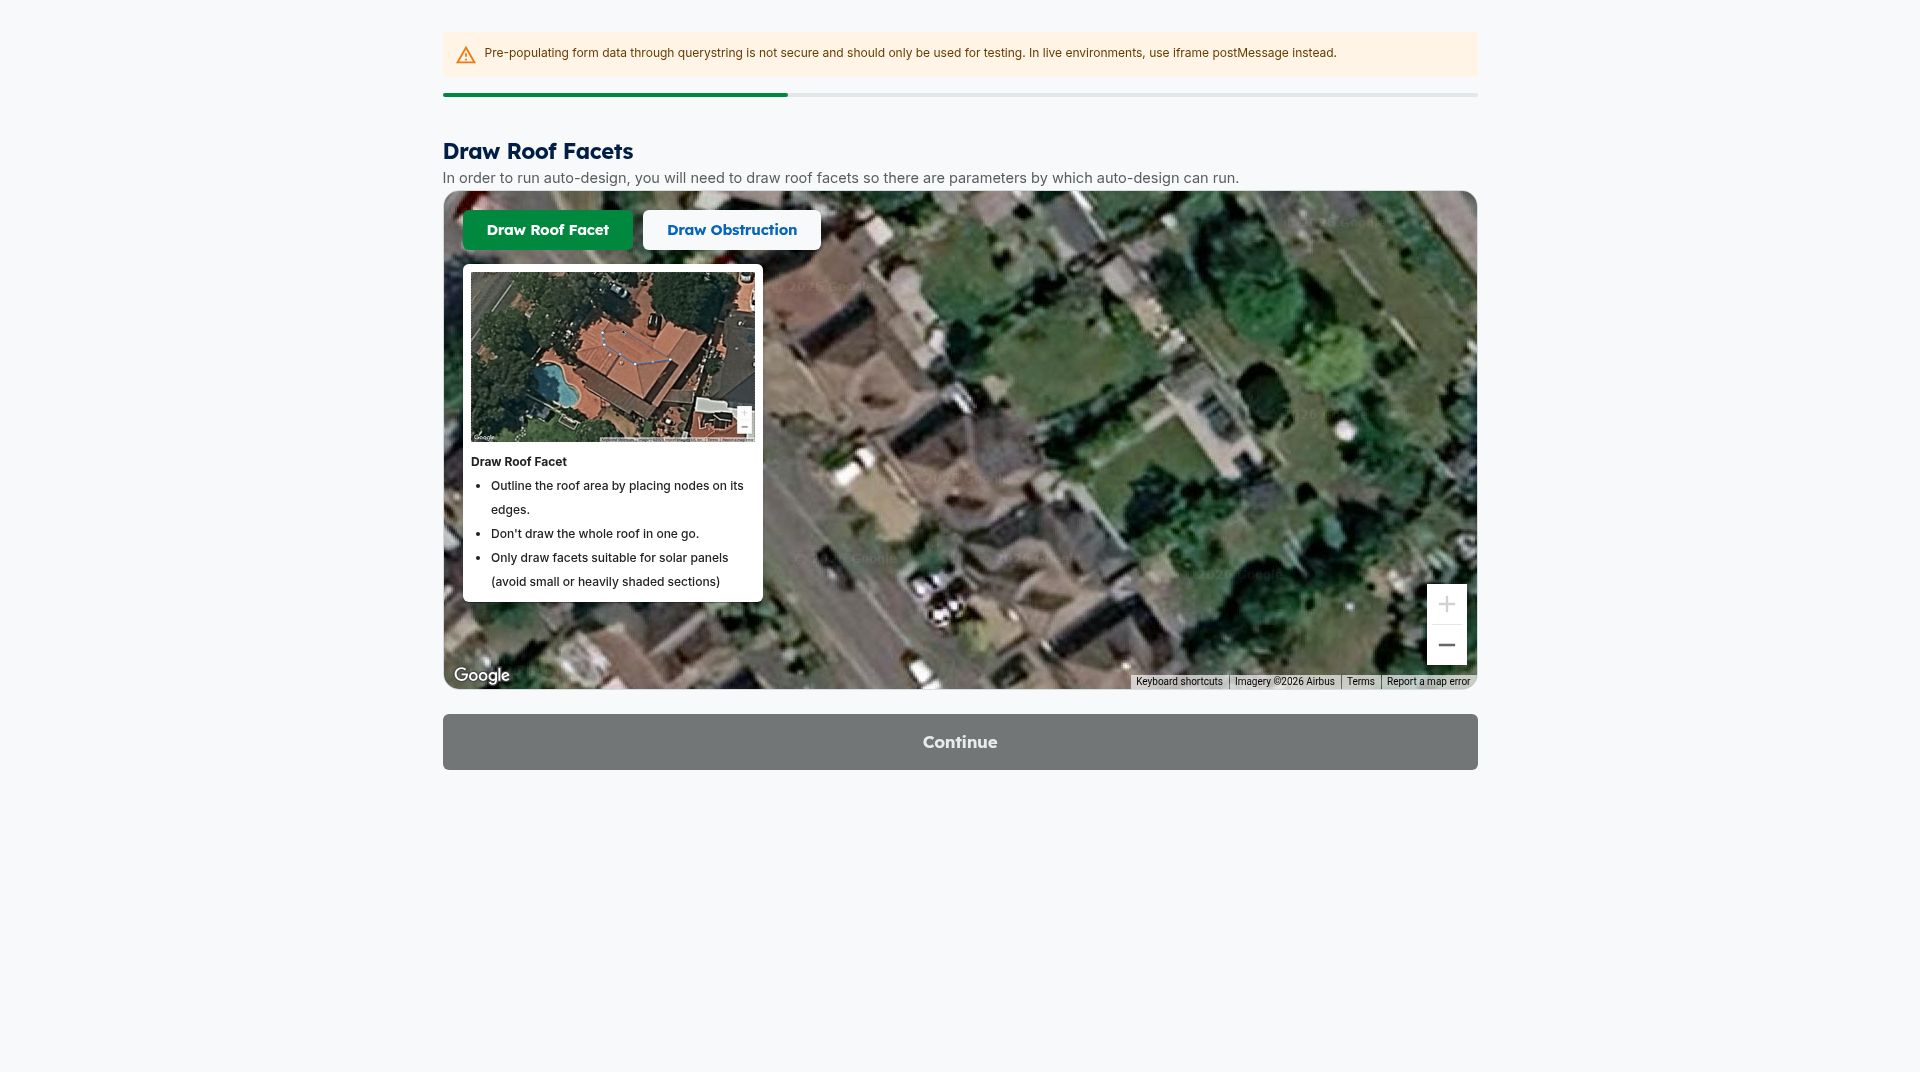 Pre-populating form data through querystring is not secure and should only be used for testing. In live environments, use iframe postMessage instead.
Draw Roof Facets
In order to run auto-design, you will need to draw roof facets so there are parameters by which auto-design can run.
Draw Roof Facet
Draw Obstruction
Draw Roof Facet
Outline the roof area by placing nodes on its
edges.
Don't draw the whole roof in one go.
Only draw facets suitable for solar panels
(avoid small or heavily shaded sections)
Google
Keyboard shortcuts
Imagery ©2026 Airbus
Terms
Report a map error
Continue